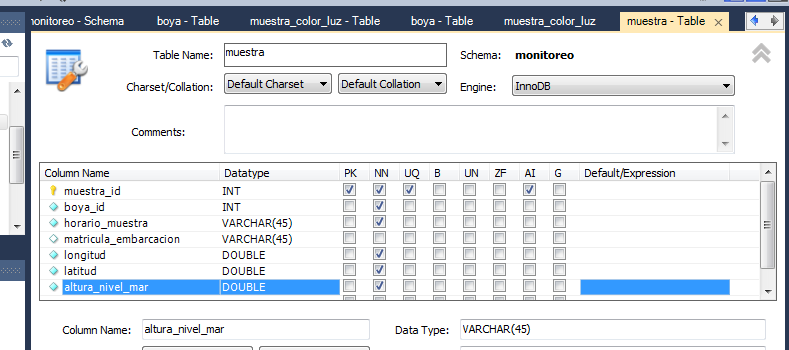 onitoreo - Schema boya - Table muestra_color_luz - Table boya - Table muestra_color_luz muestra - Table
Table Name: muestra Schema: monitoreo
Charset/Collation: Default Charset Default Collation Engine: InnoDB
Comments:
Column Name Datatype PK NN UQ B UN ZF AI G Default/Expression
muestra_id INT
boya_id INT
horario_muestra VARCHAR(45)
matricula_embarcacion VARCHAR(45)
longitud DOUBLE
latitud DOUBLE
altura_nivel_mar DOUBLE
Column Name: altura_nivel_mar Data Type: VARCHAR(45)